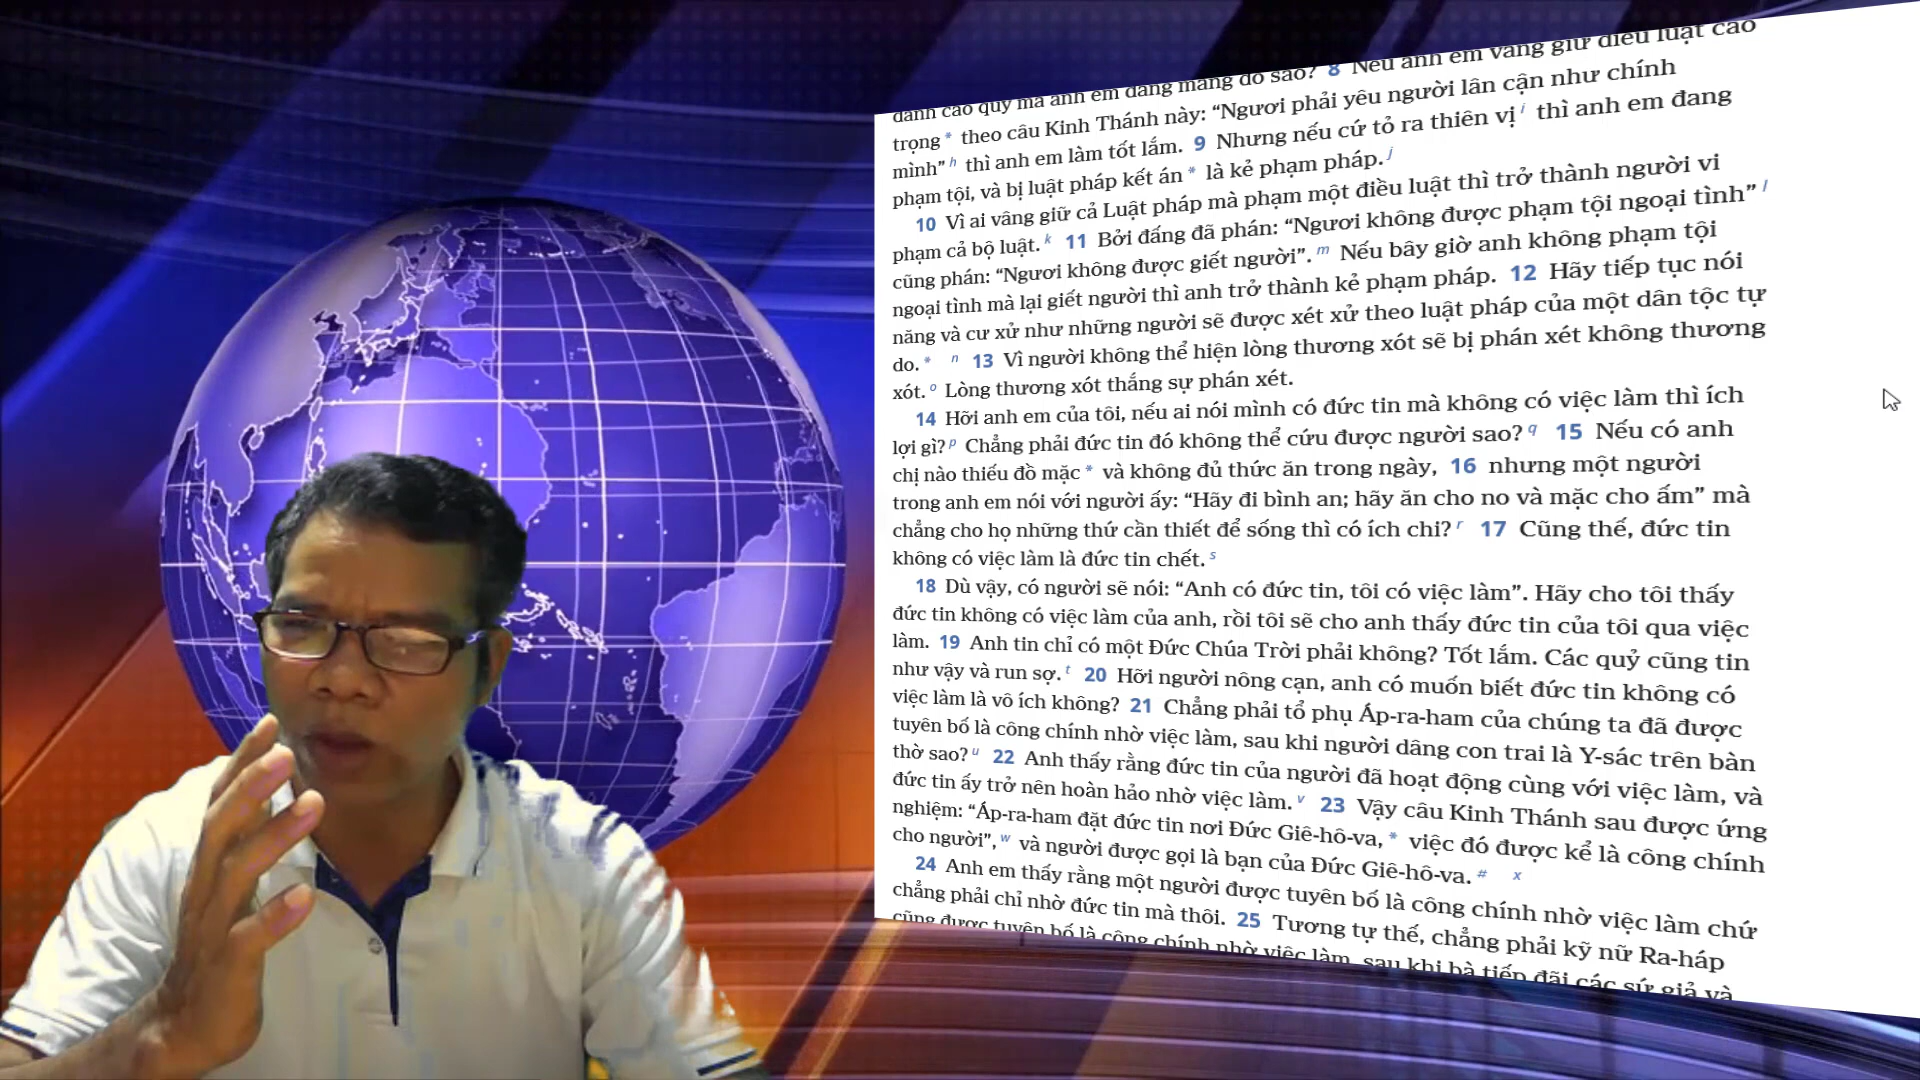 danh cao quý mà anh em đang mang đó sao? 8 Nếu anh em vâng giữ điều luật cao
trọng * theo câu Kinh Thánh này: “Ngươi phải yêu người lân cận như chính
mình” h thì anh em làm tốt lắm. 9 Nhưng nếu cứ tỏ ra thiên vị i thì anh em đang
phạm tội, và bị luật pháp kết án * là kẻ phạm pháp. j
10 Vì ai vâng giữ cả Luật pháp mà phạm một điều luật thì trở thành người vi
phạm cả bộ luật. k 11 Bởi đấng đã phán: “Ngươi không được phạm tội ngoại tình” l
cũng phán: “Ngươi không được giết người”. m Nếu bây giờ anh không phạm tội
ngoại tình mà lại giết người thì anh trở thành kẻ phạm pháp. 12 Hãy tiếp tục nói
năng và cư xử như những người sẽ được xét xử theo luật pháp của một dân tộc tự
do. * n 13 Vì người không thể hiện lòng thương xót sẽ bị phán xét không thương
xót. o Lòng thương xót thắng sự phán xét.
14 Hỡi anh em của tôi, nếu ai nói mình có đức tin mà không có việc làm thì ích
lợi gì? p Chẳng phải đức tin đó không thể cứu được người sao? q 15 Nếu có anh
chị nào thiếu đồ mặc * và không đủ thức ăn trong ngày, 16 nhưng một người
trong anh em nói với người ấy: “Hãy đi bình an; hãy ăn cho no và mặc cho ấm” mà
chẳng cho họ những thứ cần thiết để sống thì có ích chi? r 17 Cũng thế, đức tin
không có việc làm là đức tin chết. s
18 Dù vậy, có người sẽ nói: “Anh có đức tin, tôi có việc làm”. Hãy cho tôi thấy
đức tin không có việc làm của anh, rồi tôi sẽ cho anh thấy đức tin của tôi qua việc
làm. 19 Anh tin chỉ có một Đức Chúa Trời phải không? Tốt lắm. Các quỷ cũng tin
như vậy và run sợ. t 20 Hỡi người nông cạn, anh có muốn biết đức tin không có
việc làm là vô ích không? 21 Chẳng phải tổ phụ Áp-ra-ham của chúng ta đã được
tuyên bố là công chính nhờ việc làm, sau khi người dâng con trai là Y-sác trên bàn
thờ sao? u 22 Anh thấy rằng đức tin của người đã hoạt động cùng với việc làm, và
đức tin ấy trở nên hoàn hảo nhờ việc làm. v 23 Vậy câu Kinh Thánh sau được ứng
nghiệm: “Áp-ra-ham đặt đức tin nơi Đức Giê-hô-va, * việc đó được kể là công chính
cho người”, w và người được gọi là bạn của Đức Giê-hô-va. # x
24 Anh em thấy rằng một người được tuyên bố là công chính nhờ việc làm chứ
chẳng phải chỉ nhờ đức tin mà thôi. 25 Tương tự thế, chẳng phải kỹ nữ Ra-háp
cũng được tuyên bố là công chính nhờ việc làm, sau khi bà tiếp đãi các sứ giả và